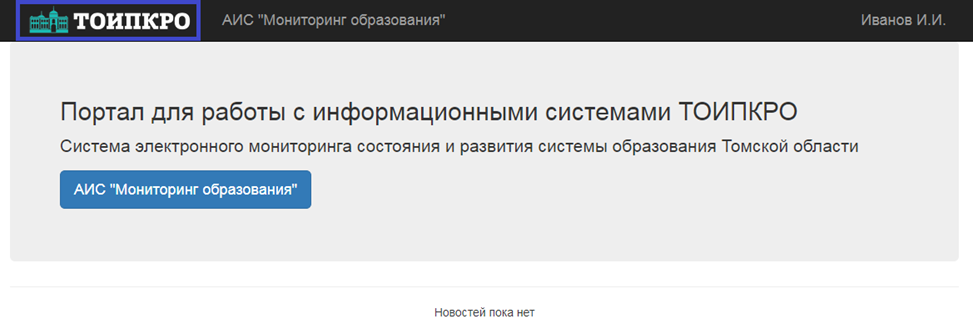 ТОИПКРО АИС "Мониторинг образования" Иванов И.И.
Портал для работы с информационными системами ТОИПКРО
Система электронного мониторинга состояния и развития системы образования Томской области
АИС "Мониторинг образования"
Новостей пока нет